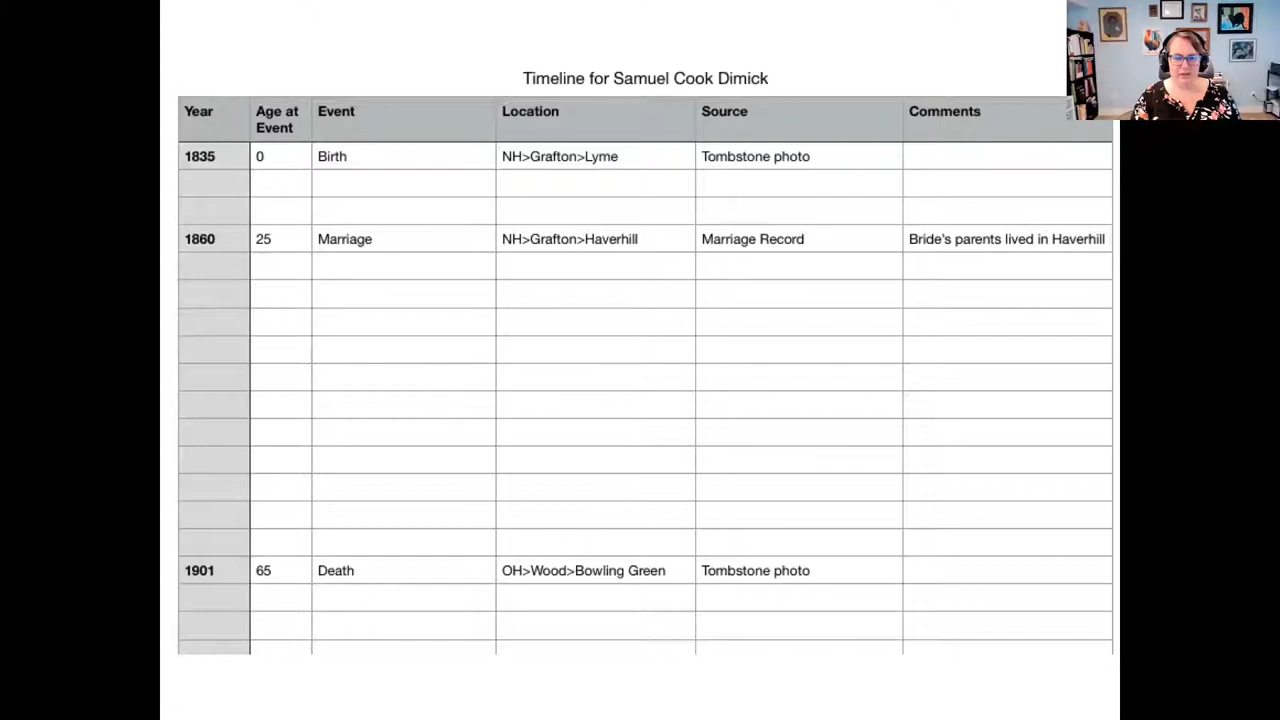 Timeline for Samuel Cook Dimick
Year Age at Event Event Location Source Comments
1835 0 Birth NH>Grafton>Lyme Tombstone photo
1860 25 Marriage NH>Grafton>Haverhill Marriage Record Bride's parents lived in Haverhill
1901 65 Death OH>Wood>Bowling Green Tombstone photo